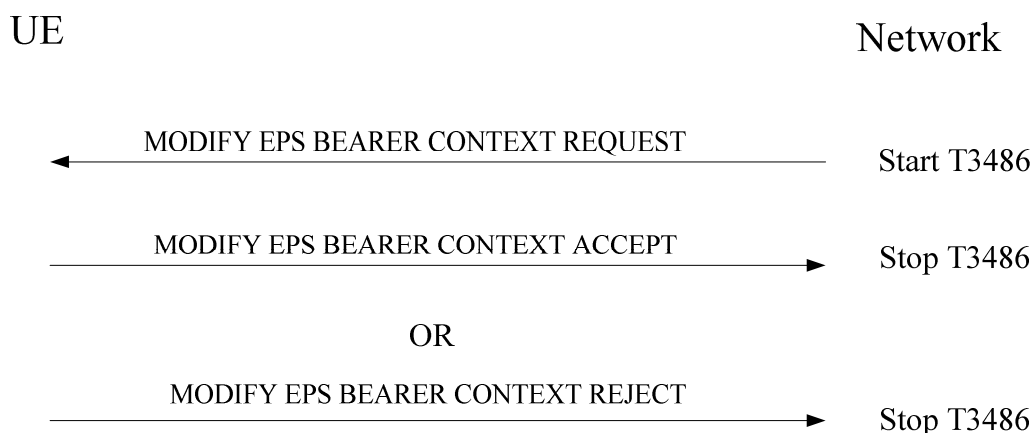 UE
Network
MODIFY EPS BEARER CONTEXT REQUEST
Start T3486
MODIFY EPS BEARER CONTEXT ACCEPT
Stop T3486
OR
MODIFY EPS BEARER CONTEXT REJECT
Stop T3486